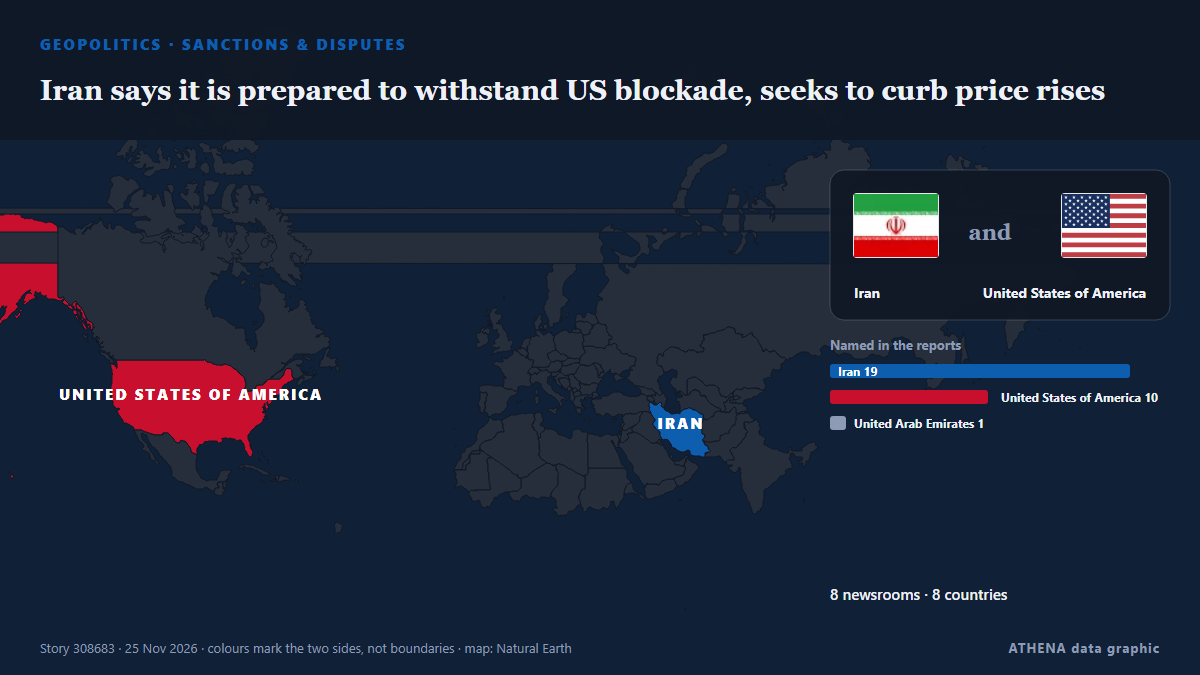 GEOPOLITICS · SANCTIONS & DISPUTES
Iran says it is prepared to withstand US blockade, seeks to curb price rises
and
Iran
United States of America
Named in the reports
Iran 19
United States of America 10
United Arab Emirates 1
UNITED STATES OF AMERICA
IRAN
8 newsrooms · 8 countries
Story 308683 · 25 Nov 2026 · colours mark the two sides, not boundaries · map: Natural Earth
ATHENA data graphic